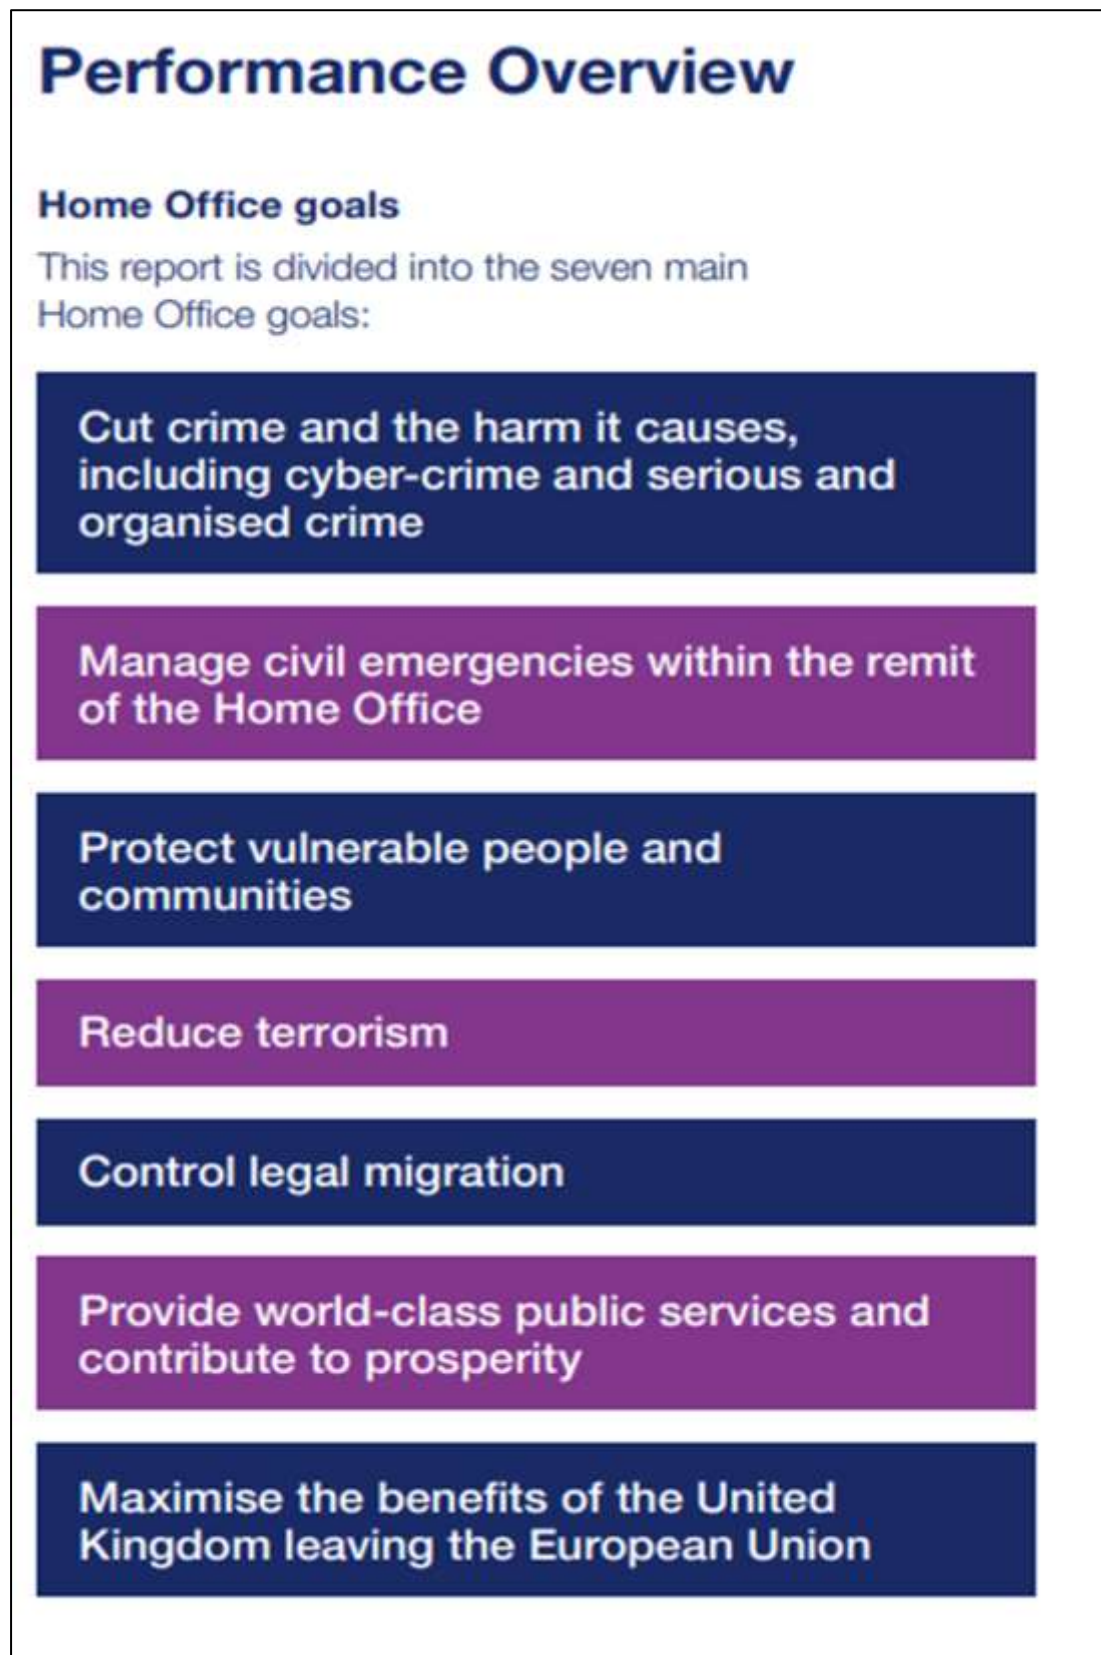 Performance Overview
Home Office goals
This report is divided into the seven main
Home Office goals:
Cut crime and the harm it causes,
including cyber-crime and serious and
organised crime
Manage civil emergencies within the remit
of the Home Office
Protect vulnerable people and
communities
Reduce terrorism
Control legal migration
Provide world-class public services and
contribute to prosperity
Maximise the benefits of the United
Kingdom leaving the European Union